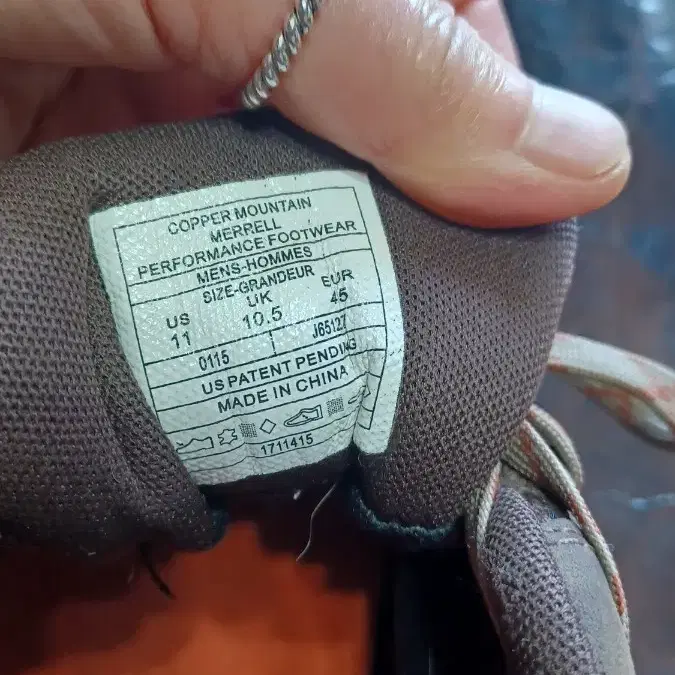 COPPER MOUNTAIN
MERRELL
PERFORMANCE FOOTWEAR
MENS-HOMMES
SIZE-GRANDEUR
US UK EUR
11 10.5 45
0115 J65127
US PATENT PENDING
MADE IN CHINA
1711415